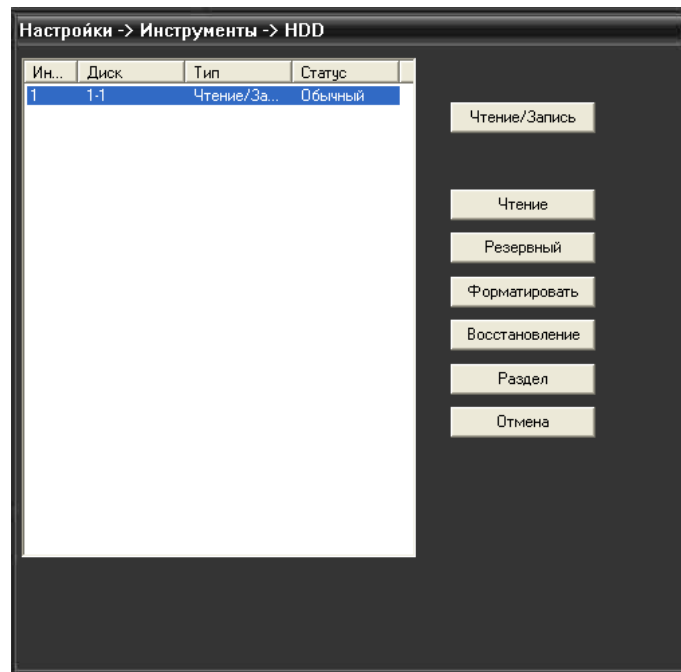 Настройки -> Инструменты -> HDD
Ин... Диск Тип Статус
1 1-1 Чтение/За... Обычный
Чтение/Запись
Чтение
Резервный
Форматировать
Восстановление
Раздел
Отмена